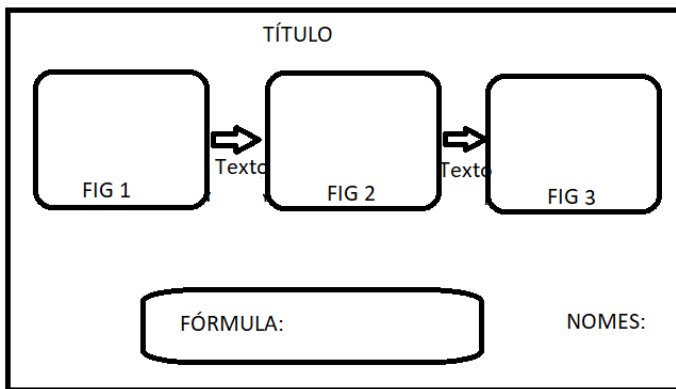 TÍTULO
Texto
Texto
FIG 1
FIG 2
FIG 3
FÓRMULA:
NOMES: